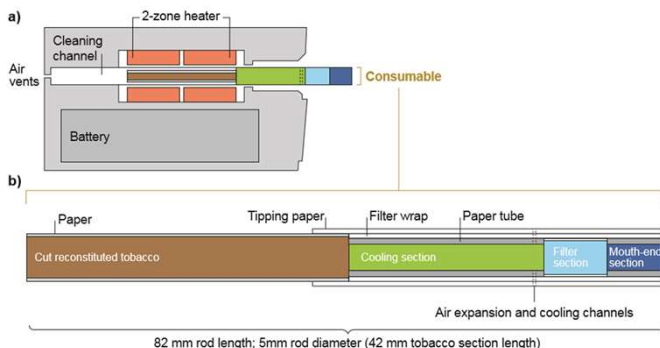 a)
2-zone heater
Cleaning
channel
Air
vents
Consumable
Battery
b)
Paper
Tipping paper
Filter wrap
Paper tube
Cut reconstituted tobacco
Cooling section
Filter
section
Mouth-end
section
Air expansion and cooling channels
82 mm rod length; 5mm rod diameter (42 mm tobacco section length)